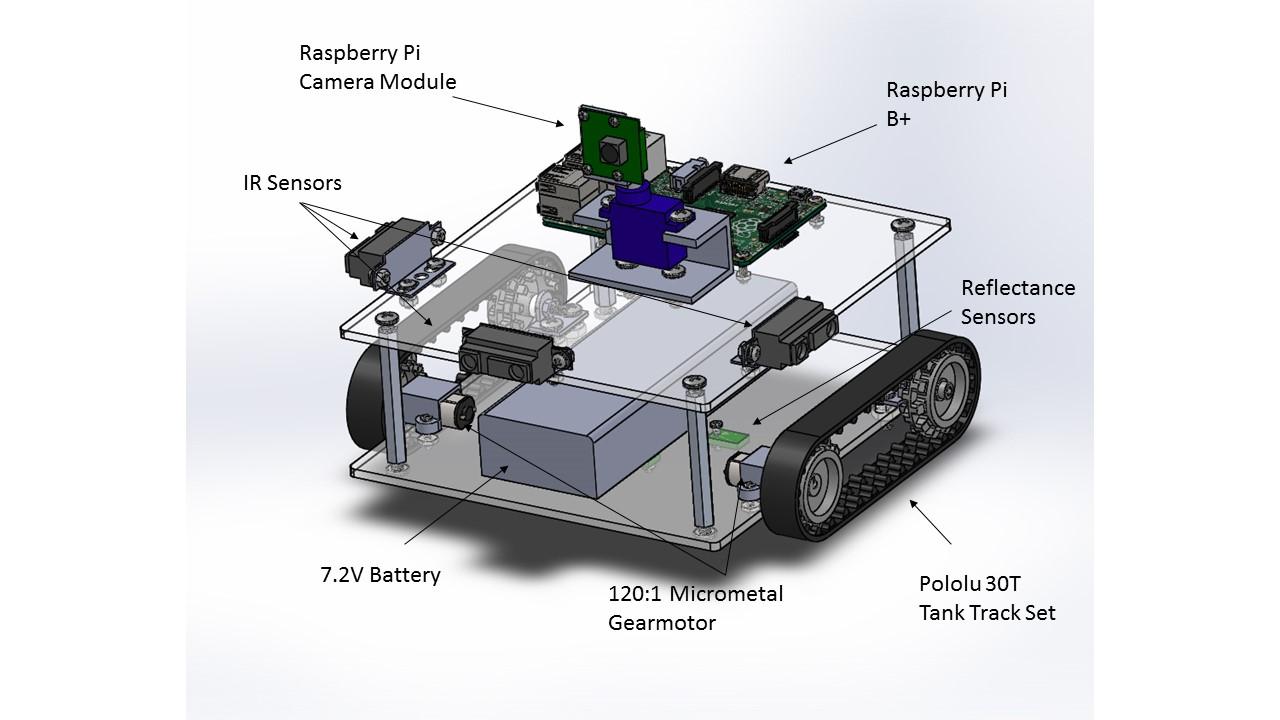 Raspberry Pi
Camera Module
Raspberry Pi
B+
IR Sensors
Reflectance
Sensors
7.2V Battery
120:1 Micrometal
Gearmotor
Pololu 30T
Tank Track Set